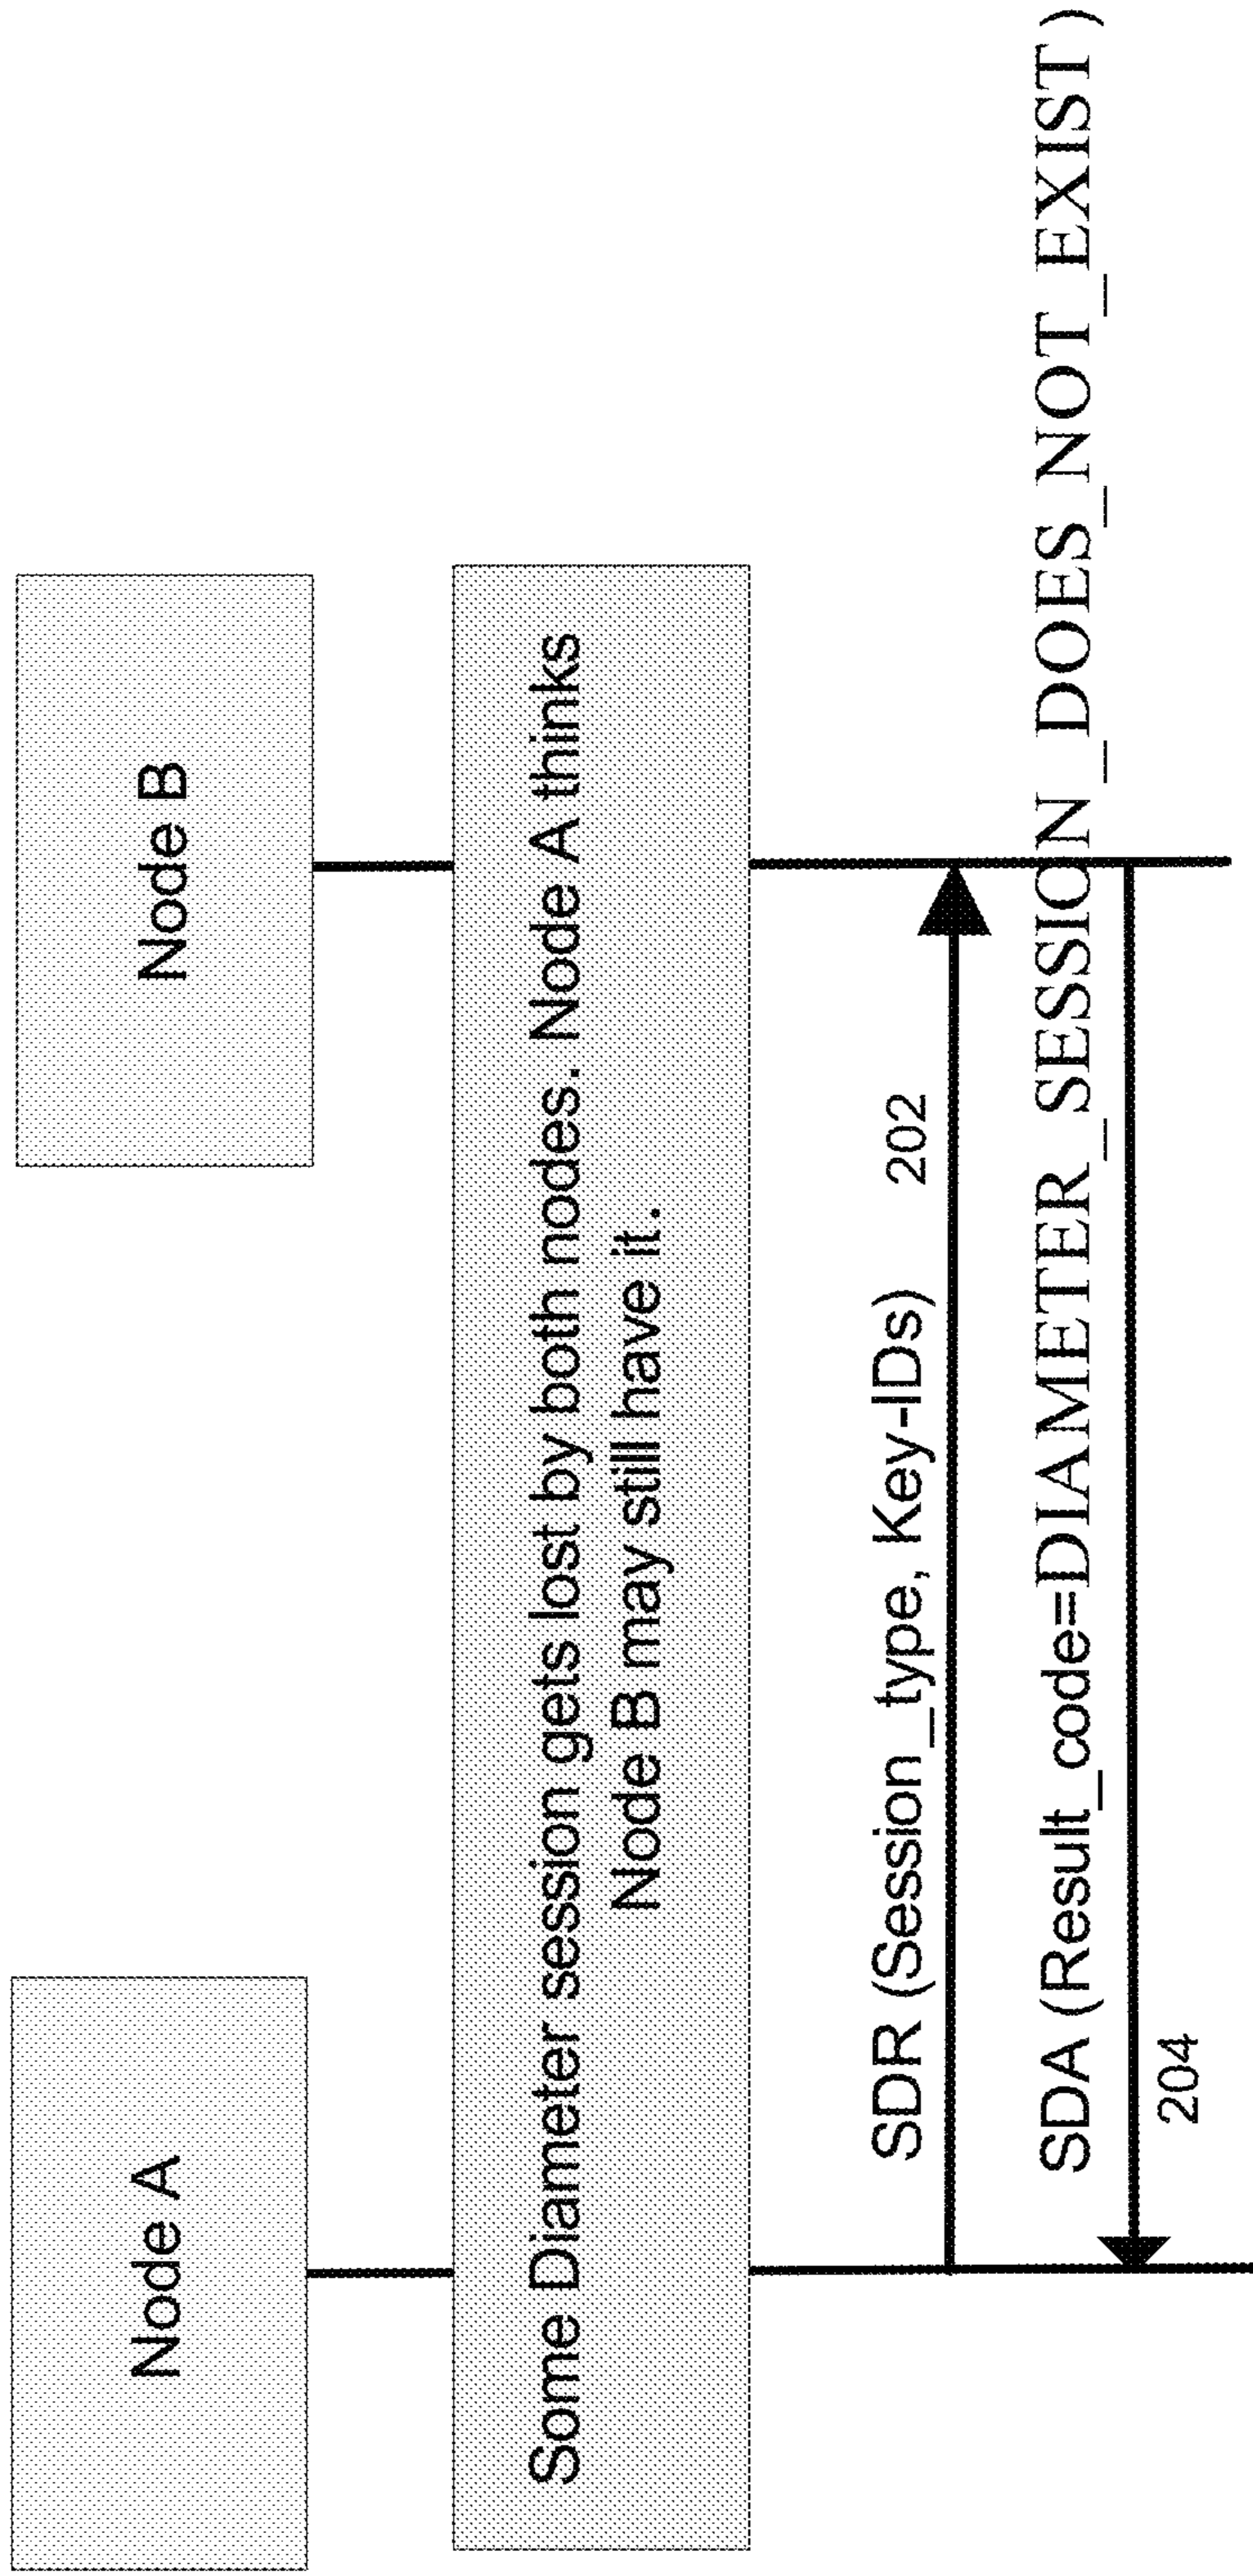 Node A
Node B
Some Diameter session gets lost by both nodes. Node A thinks
Node B may still have it.
SDR (Session_type, Key-IDs)
202
SDA (Result_code=DIAMETER_SESSION_DOES_NOT_EXIST)
204